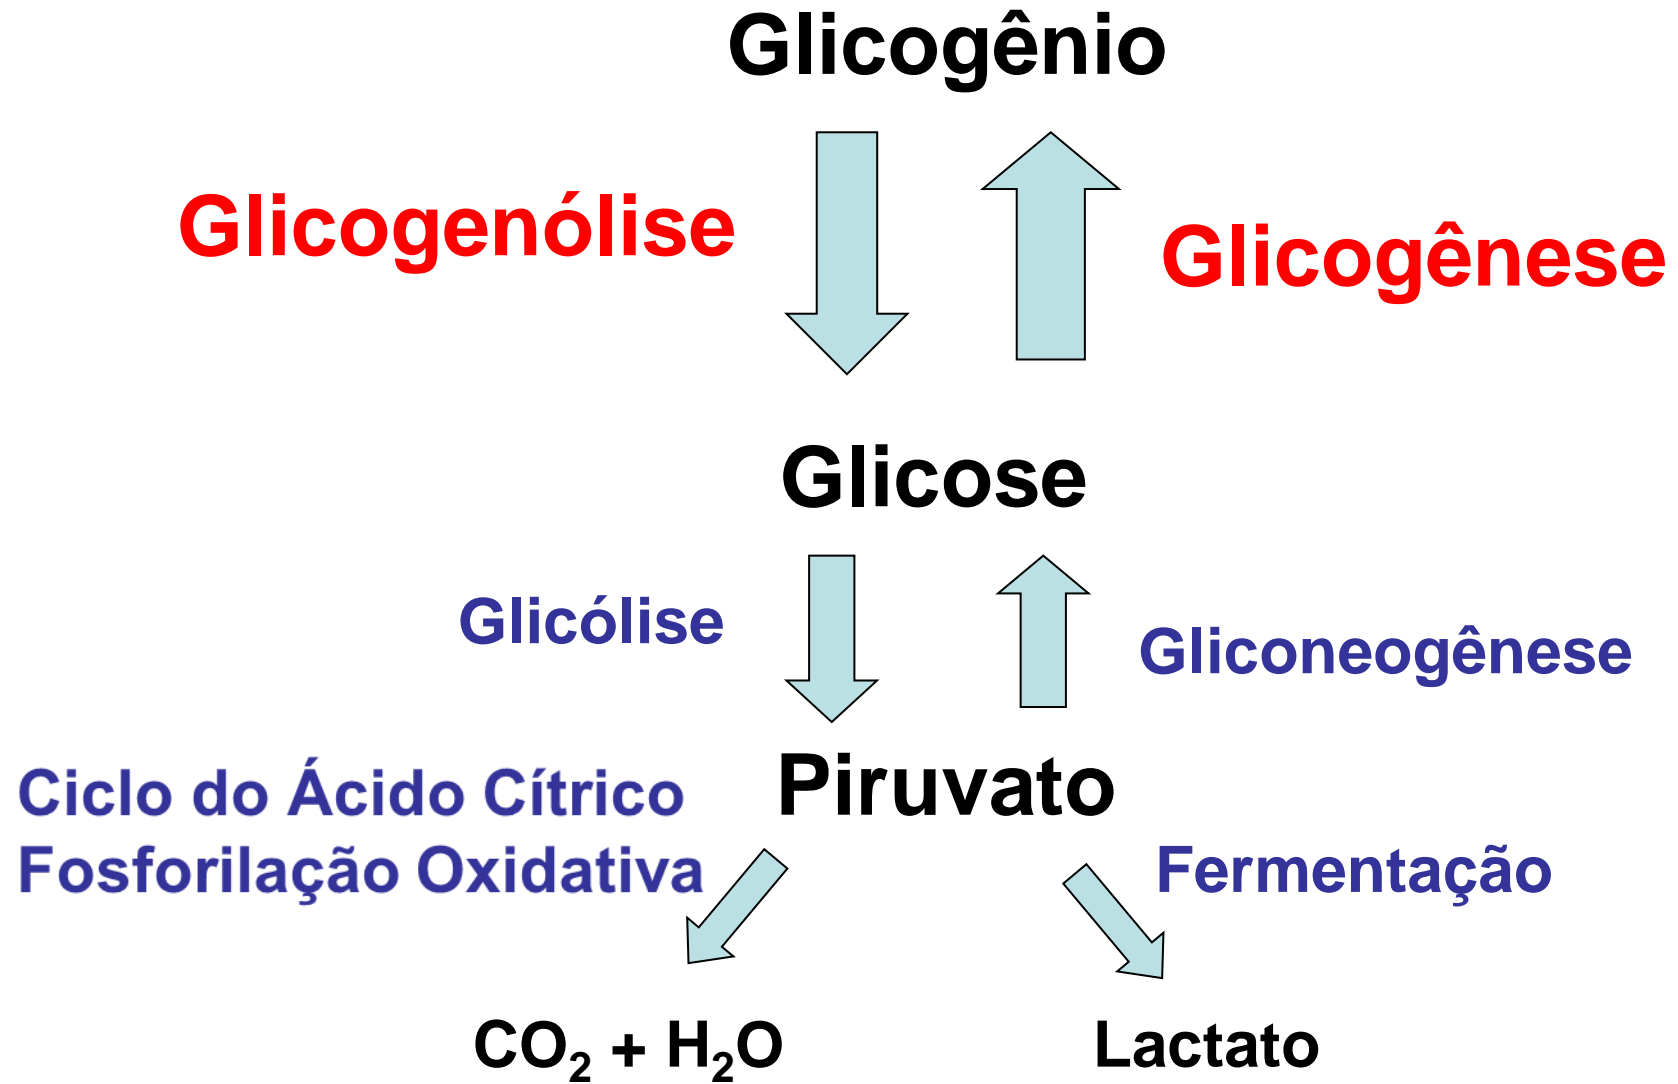 Glicogênio
Glicogenólise
Glicogênese
Glicose
Glicólise
Gliconeogênese
Piruvato
Ciclo do Ácido Cítrico
Fosforilação Oxidativa
Fermentação
CO₂ + H₂O
Lactato